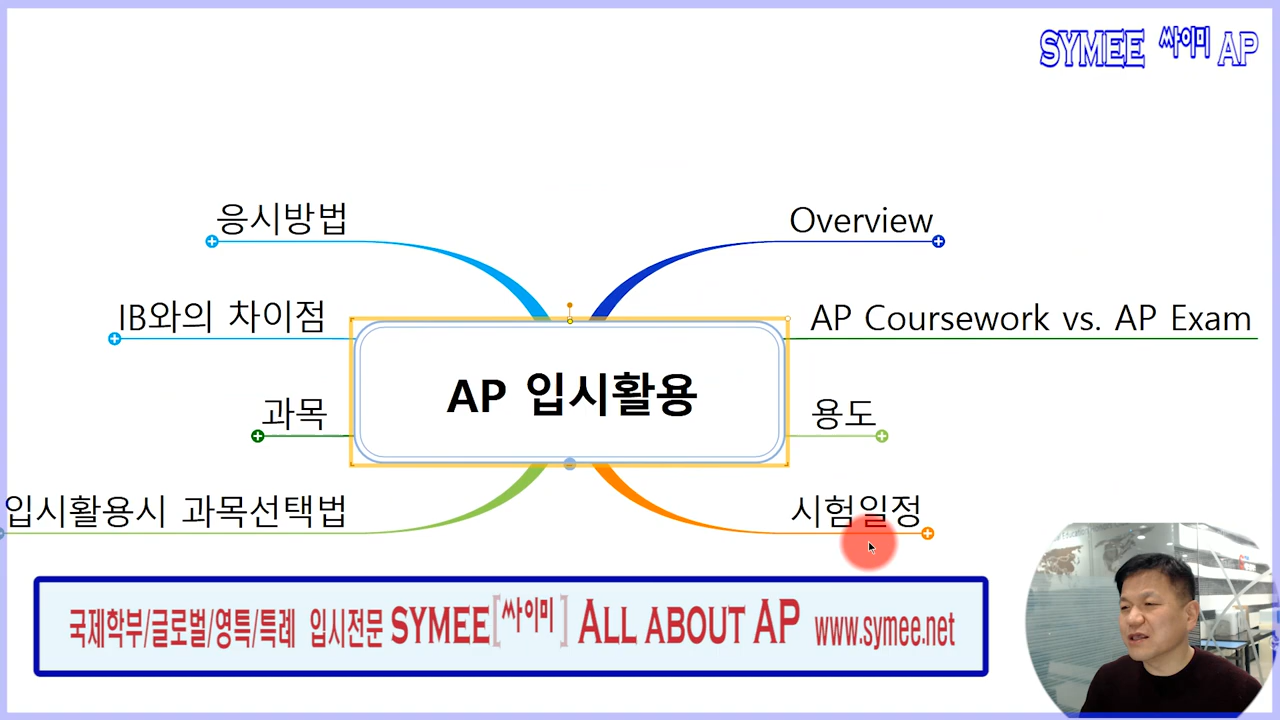 SYMEE 싸이미 AP
응시방법
Overview
IB와의 차이점
AP Coursework vs. AP Exam
AP 입시활용
과목
용도
입시활용시 과목선택법
시험일정
국제학부/글로벌/영특/특례 입시전문 SYMEE[싸이미] ALL ABOUT AP www.symee.net